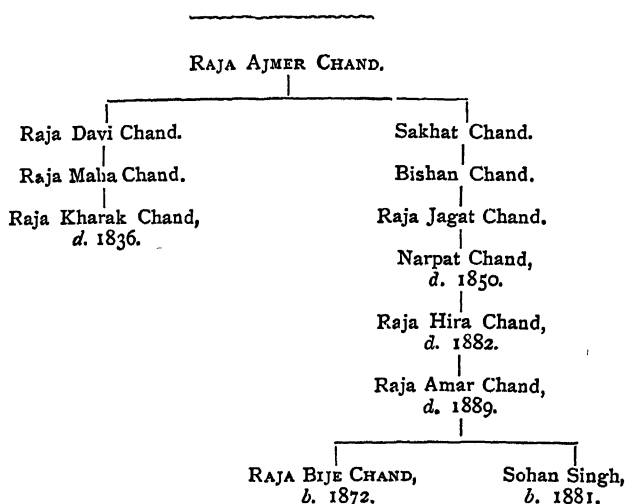 RAJA AJMER CHAND.
Raja Davi Chand.
Raja Maha Chand.
Raja Kharak Chand,
d. 1836.
Sakhat Chand.
Bishan Chand.
Raja Jagat Chand.
Narpat Chand,
d. 1850.
Raja Hira Chand,
d. 1882.
Raja Amar Chand,
d. 1889.
RAJA BIJE CHAND,
b. 1872.
Sohan Singh,
b. 1881.